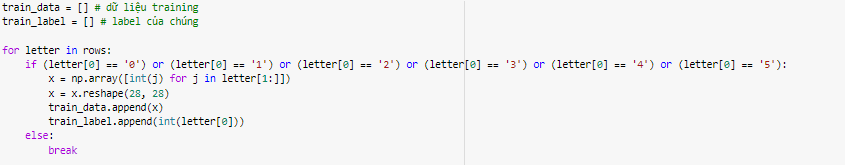 train_data = [] # dữ liệu training
train_label = [] # label của chúng
for letter in rows:
if (letter[0] == '0') or (letter[0] == '1') or (letter[0] == '2') or (letter[0] == '3') or (letter[0] == '4') or (letter[0] == '5'):
x = np.array([int(j) for j in letter[1:]])
x = x.reshape(28, 28)
train_data.append(x)
train_label.append(int(letter[0]))
else:
break